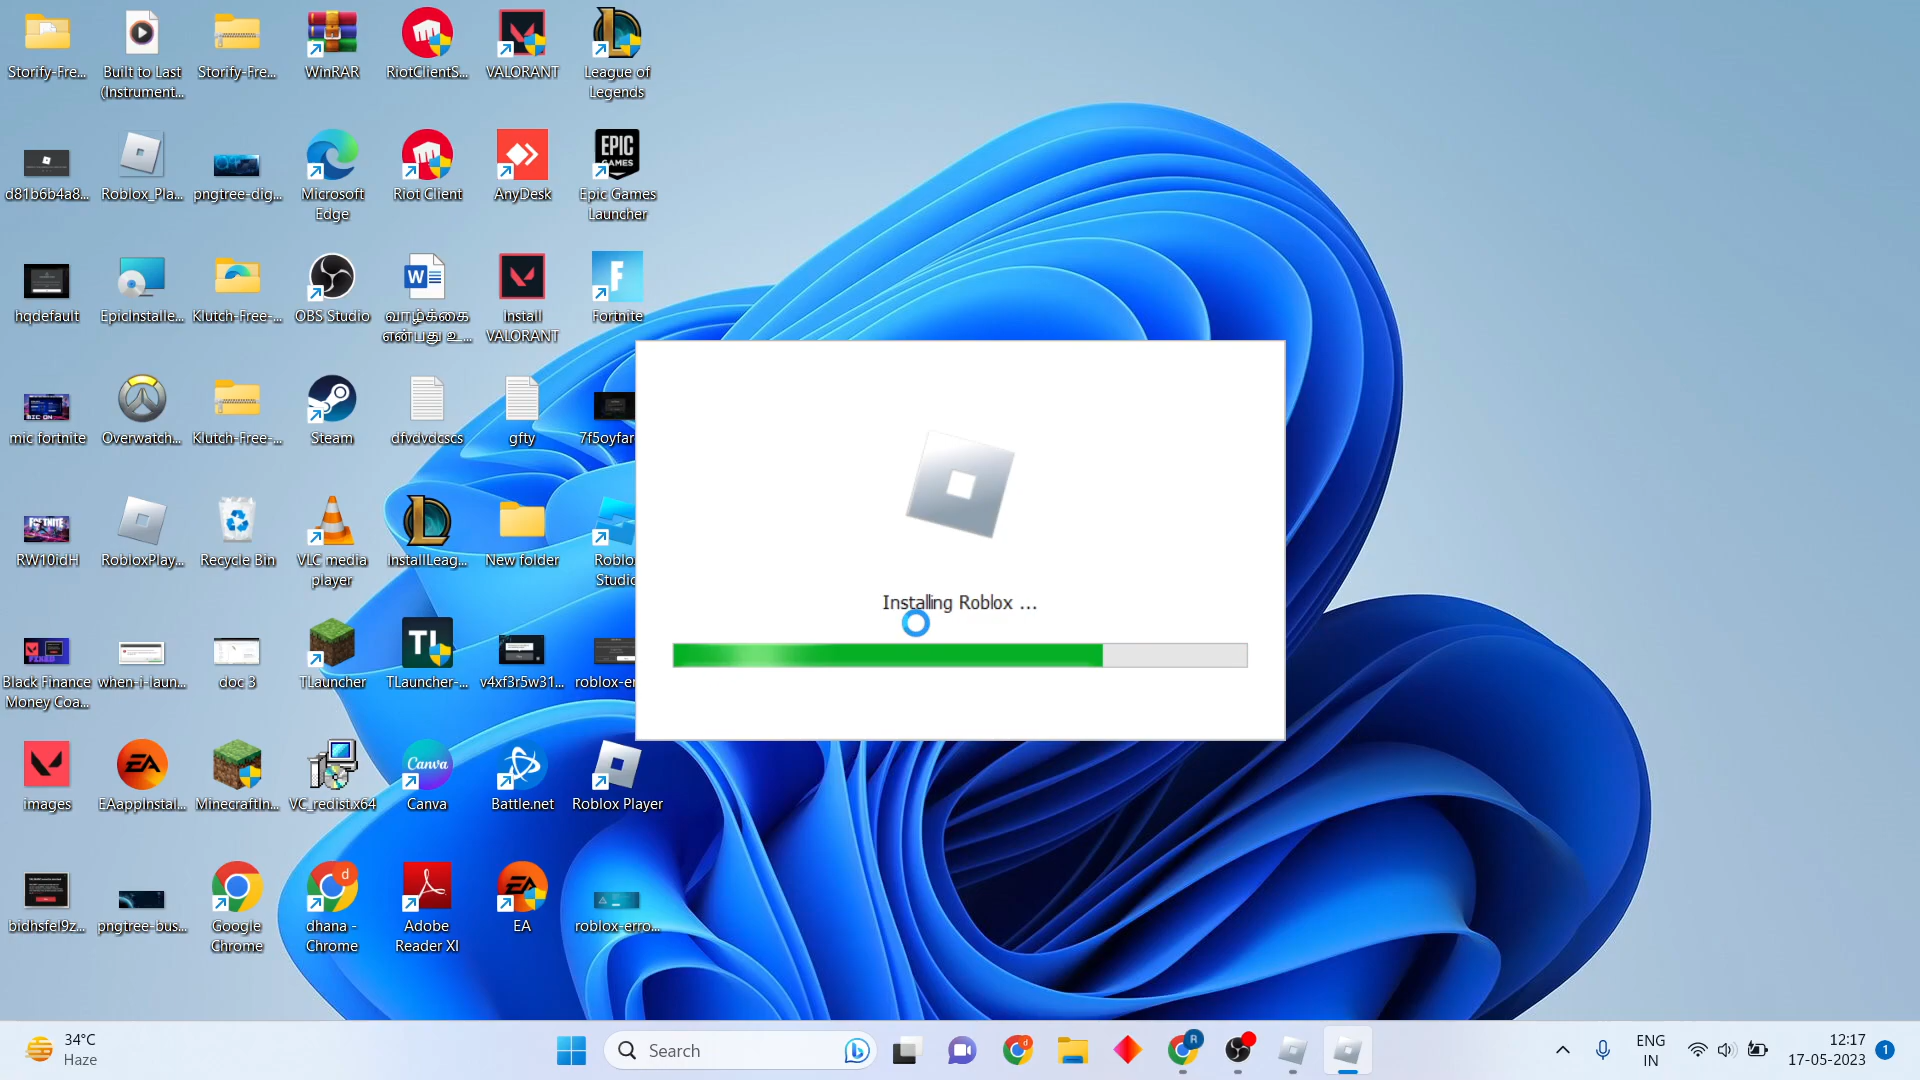 Storify-Fre...
Built to Last
(Instrument...
Storify-Fre...
WinRAR
RiotClientS...
VALORANT
League of
Legends
d81b6b4a8...
Roblox_Pla...
pngtree-dig...
Microsoft
Edge
Riot Client
AnyDesk
EPIC
GAMES
Epic Games
Launcher
hqdefault
EpicInstalle...
Klutch-Free-...
OBS Studio
வாழ்க்கை
என்பது உ...
Install
VALORANT
Fortnite
mic fortnite
Overwatch...
Klutch-Free-...
Steam
dfvdvdcscs
gfty
7f5oyfar
RW10idH
RobloxPlay...
Recycle Bin
VLC media
player
InstallLeag...
New folder
Roblox
Studio
Installing Roblox ...
Black Finance
Money Coa...
when-i-laun...
doc 3
TLauncher
TL
TLauncher-...
v4xf3r5w31...
roblox-er
images
EAappInstal...
MinecraftIn...
VC_redist.x64
Canva
Canva
Battle.net
Roblox Player
bidhsfel9z...
pngtree-bus...
Google
Chrome
dhana -
Chrome
Adobe
Reader XI
EA
roblox-erro...
34°C
Haze
Search
ENG
IN
12:17
17-05-2023
1